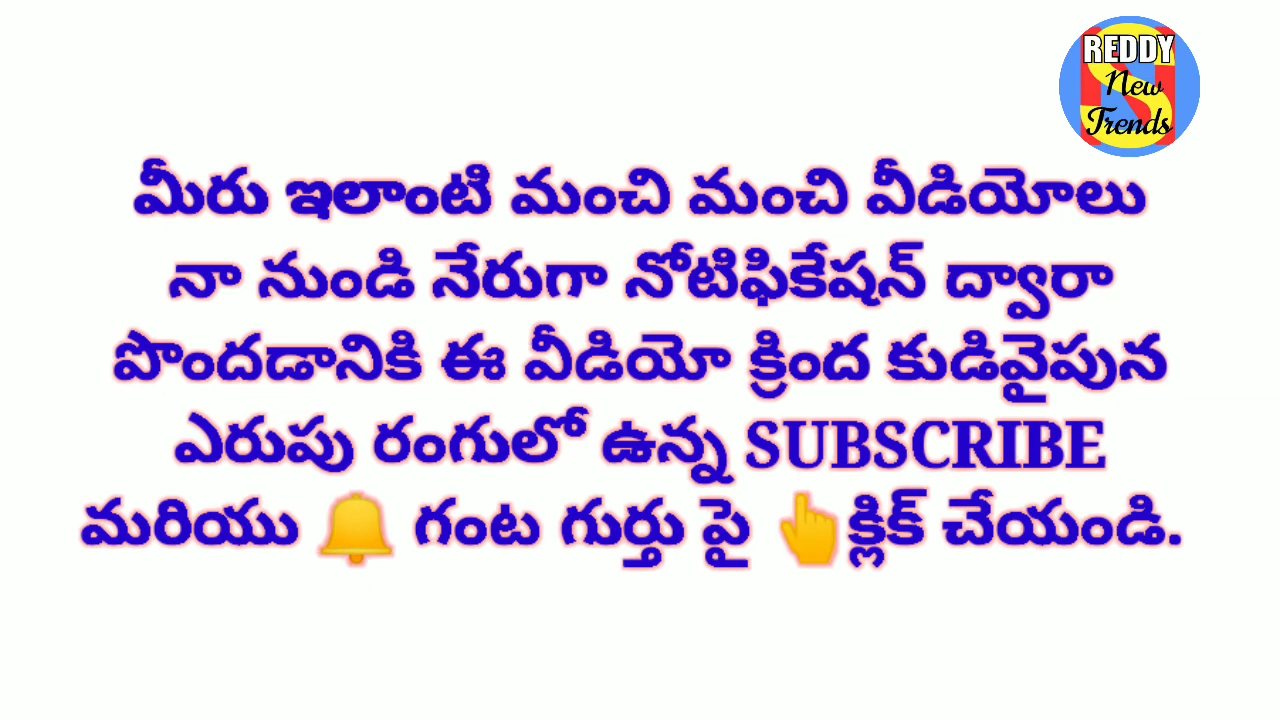 REDDY
New
Trends
మీరు ఇలాంటి మంచి మంచి వీడియోలు
నా నుండి నేరుగా నోటిఫికేషన్ ద్వారా
పొందడానికి ఈ వీడియో క్రింద కుడివైపున
ఎరుపు రంగులో ఉన్న SUBSCRIBE
మరియు 🔔 గంట గుర్తు పై 👆క్లిక్ చేయండి.